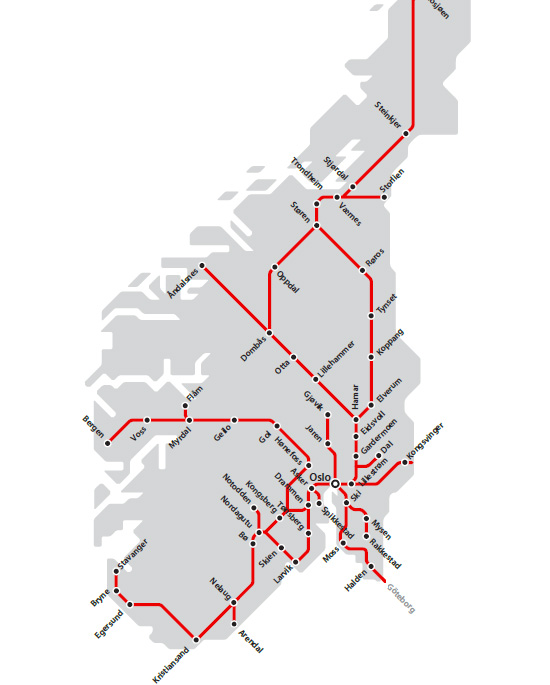 Steinkjer
Stjørdal
Trondheim
Storlien
Værnes
Støren
Røros
Oppdal
Åndalsnes
Tynset
Dombås
Koppang
Otta
Lillehammer
Hamar
Elverum
Flåm
Gjøvik
Bergen
Voss
Myrdal
Geilo
Gol
Jaren
Eidsvoll
Gardermoen
Hønefoss
Dal
Kongsvinger
Asker
Oslo
Lillestrøm
Drammen
Ski
Notodden
Kongsberg
Nordagutu
Tønsberg
Spikkestad
Mysen
Bø
Rakkestad
Skien
Moss
Larvik
Halden
Göteborg
Stavanger
Bryne
Nelaug
Egersund
Arendal
Kristiansand